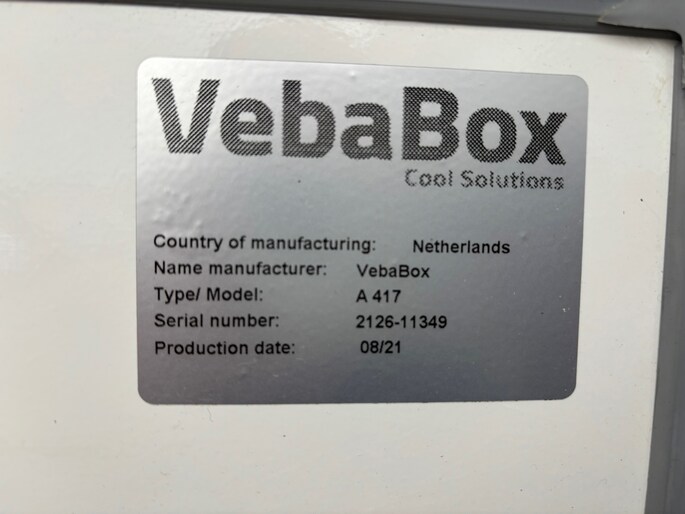 VebaBox
Cool Solutions
Country of manufacturing: Netherlands
Name manufacturer: VebaBox
Type/ Model: A 417
Serial number: 2126-11349
Production date: 08/21